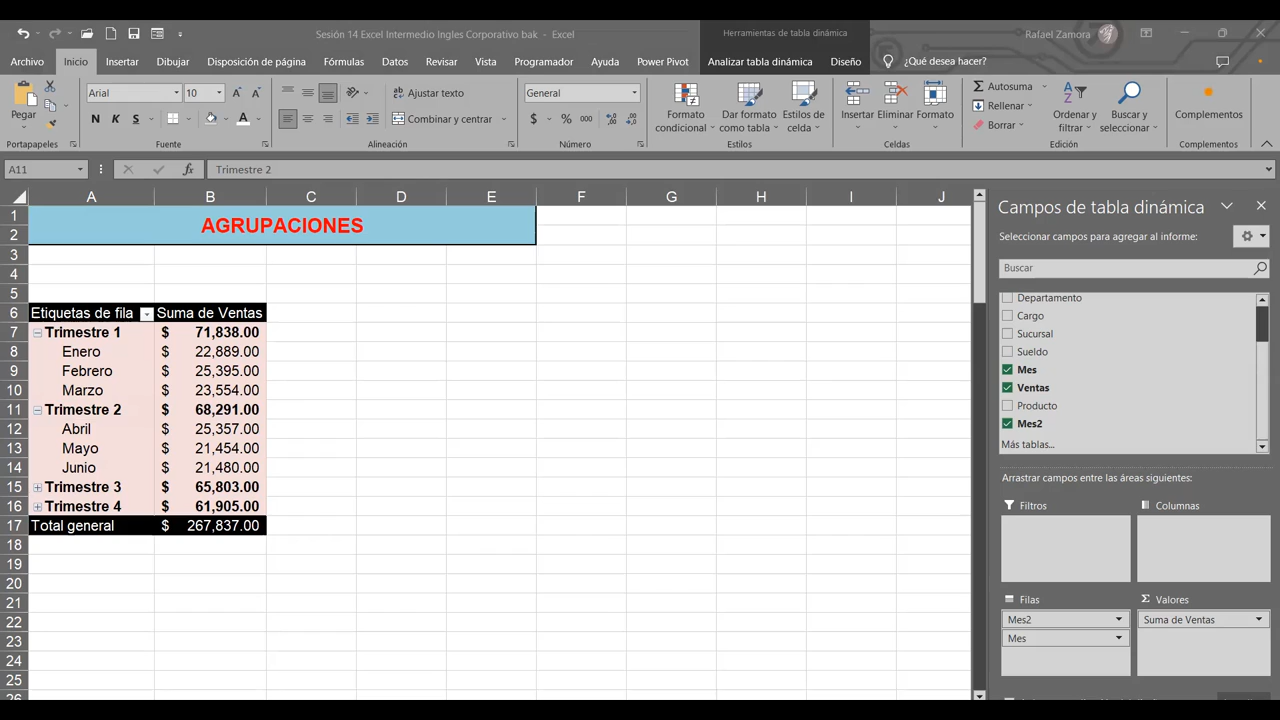 Sesión 14 Excel Intermedio Ingles Corporativo bak - Excel
Herramientas de tabla dinámica
Rafael Zamora
Archivo Inicio Insertar Dibujar Disposición de página Fórmulas Datos Revisar Vista Programador Ayuda Power Pivot Analizar tabla dinámica Diseño ¿Qué desea hacer?
Pegar
Portapapeles
Arial 10
N K S
Fuente
Ajustar texto
Combinar y centrar
Alineación
General
$ % 000
Número
Formato condicional
Dar formato como tabla
Estilos de celda
Estilos
Insertar Eliminar Formato
Celdas
Autosuma
Rellenar
Borrar
Ordenar y filtrar
Buscar y seleccionar
Edición
Complementos
Complementos
A11 fx Trimestre 2
A B C D E F G H I J
1
2 AGRUPACIONES
3
4
5
6 Etiquetas de fila Suma de Ventas
7 Trimestre 1 $ 71,838.00
8 Enero $ 22,889.00
9 Febrero $ 25,395.00
10 Marzo $ 23,554.00
11 Trimestre 2 $ 68,291.00
12 Abril $ 25,357.00
13 Mayo $ 21,454.00
14 Junio $ 21,480.00
15 Trimestre 3 $ 65,803.00
16 Trimestre 4 $ 61,905.00
17 Total general $ 267,837.00
18
19
20
21
22
23
24
25
Campos de tabla dinámica
Seleccionar campos para agregar al informe:
Buscar
Departamento
Cargo
Sucursal
Sueldo
Mes
Ventas
Producto
Mes2
Más tablas...
Arrastrar campos entre las áreas siguientes:
Filtros Columnas
Filas Σ Valores
Mes2 Suma de Ventas
Mes